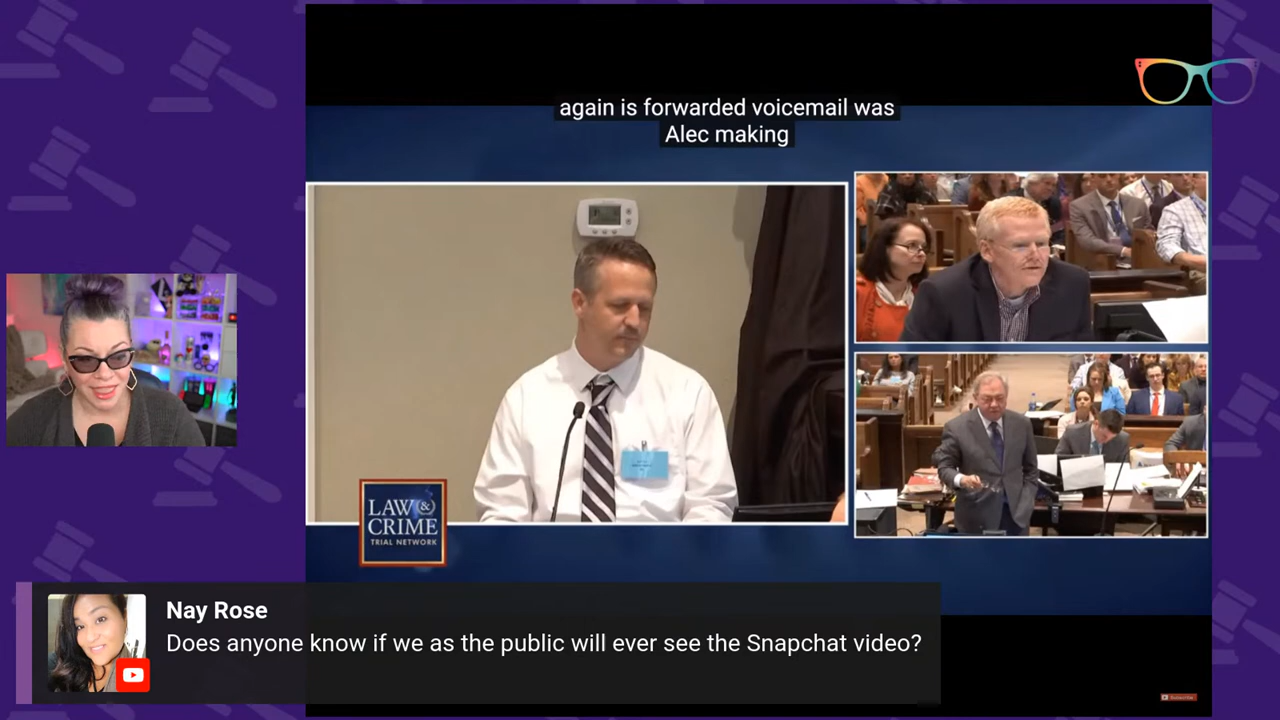 again is forwarded voicemail was
Alec making
LAW &
CRIME
TRIAL NETWORK
Nay Rose
Does anyone know if we as the public will ever see the Snapchat video?